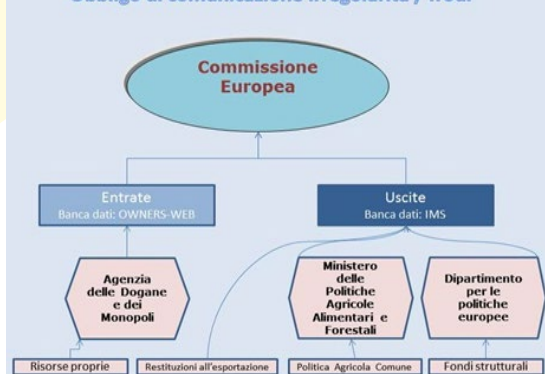 Commissione
Europea
Entrate
Banca dati: OWNERS-WEB
Uscite
Banca dati: IMS
Agenzia
delle Dogane
e dei
Monopoli
Ministero
delle
Politiche
Agricole
Alimentari e
Forestali
Dipartimento
per le
politiche
europee
Risorse proprie
Restituzioni all'esportazione
Politica Agricola Comune
Fondi strutturali